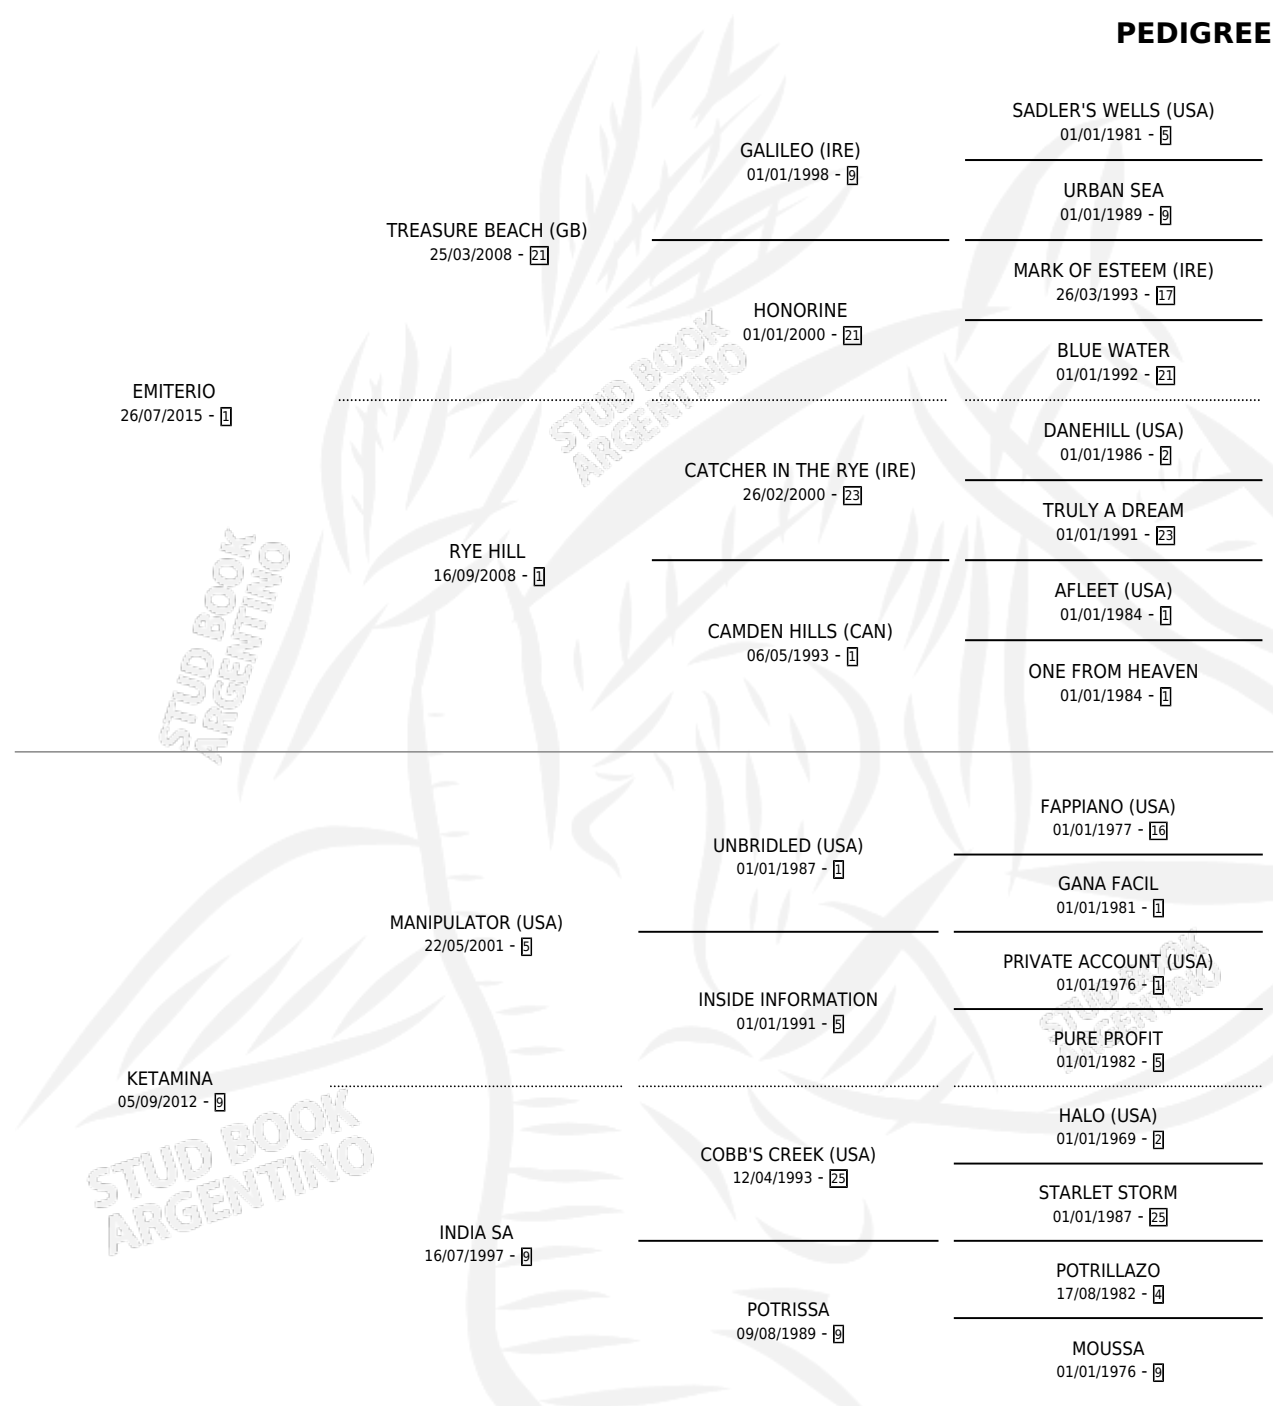 PEDIGREE
SADLER'S WELLS (USA)
01/01/1981 - 5
GALILEO (IRE)
01/01/1998 - 9
URBAN SEA
01/01/1989 - 9
TREASURE BEACH (GB)
25/03/2008 - 21
MARK OF ESTEEM (IRE)
26/03/1993 - 17
HONORINE
01/01/2000 - 21
BLUE WATER
01/01/1992 - 21
EMITERIO
26/07/2015 - 1
STUD BOOK
ARGENTINO
DANEHILL (USA)
01/01/1986 - 2
CATCHER IN THE RYE (IRE)
26/02/2000 - 23
TRULY A DREAM
01/01/1991 - 23
RYE HILL
16/09/2008 - 1
AFLEET (USA)
01/01/1984 - 1
CAMDEN HILLS (CAN)
06/05/1993 - 1
ONE FROM HEAVEN
01/01/1984 - 1
STUD BOOK
ARGENTINO
FAPPIANO (USA)
01/01/1977 - 16
UNBRIDLED (USA)
01/01/1987 - 1
GANA FACIL
01/01/1981 - 1
MANIPULATOR (USA)
22/05/2001 - 5
PRIVATE ACCOUNT (USA)
01/01/1976 - 1
INSIDE INFORMATION
01/01/1991 - 5
STUD BOOK
ARGENTINO
PURE PROFIT
01/01/1982 - 5
KETAMINA
05/09/2012 - 9
HALO (USA)
01/01/1969 - 2
COBB'S CREEK (USA)
12/04/1993 - 25
STARLET STORM
01/01/1987 - 25
STUD BOOK
ARGENTINO
INDIA SA
16/07/1997 - 9
POTRILLAZO
17/08/1982 - 4
POTRISSA
09/08/1989 - 9
MOUSSA
01/01/1976 - 9